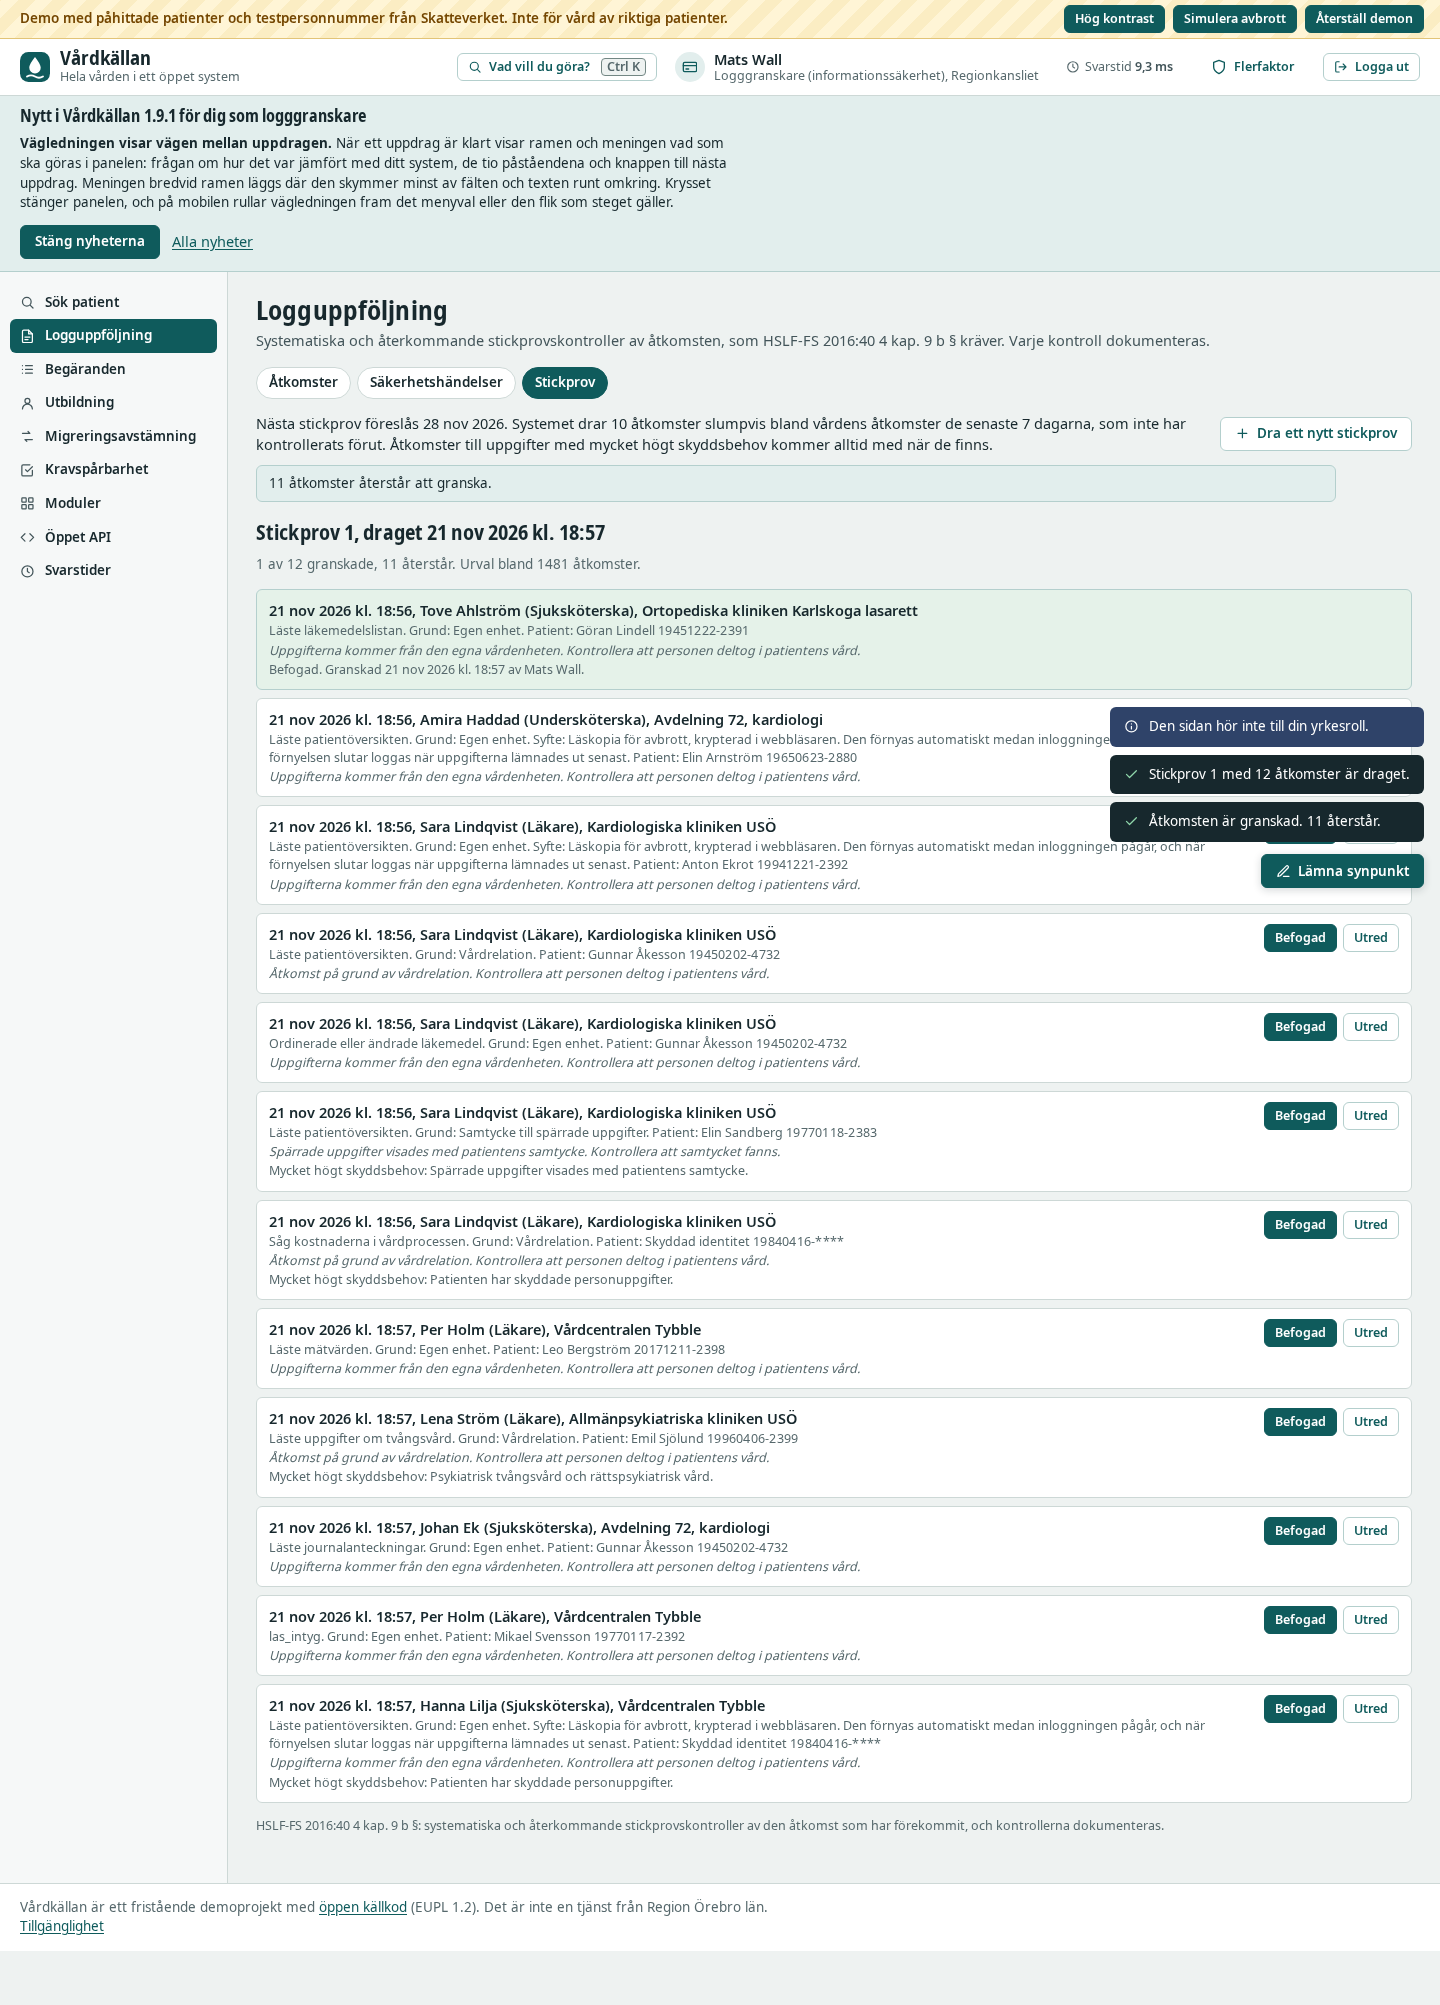 Demo med påhittade patienter och testpersonnummer från Skatteverket. Inte för vård av riktiga patienter.
Hög kontrast
Simulera avbrott
Återställ demon
Vårdkällan
Hela vården i ett öppet system
Vad vill du göra? Ctrl K
Mats Wall
Logggranskare (informationssäkerhet), Regionkansliet
Svarstid 9,3 ms
Flerfaktor
Logga ut
Nytt i Vårdkällan 1.9.1 för dig som logggranskare
Vägledningen visar vägen mellan uppdragen. När ett uppdrag är klart visar ramen och meningen vad som
ska göras i panelen: frågan om hur det var jämfört med ditt system, de tio påståendena och knappen till nästa
uppdrag. Meningen bredvid ramen läggs där den skymmer minst av fälten och texten runt omkring. Krysset
stänger panelen, och på mobilen rullar vägledningen fram det menyval eller den flik som steget gäller.
Stäng nyheterna
Alla nyheter
Sök patient
Logguppföljning
Begäranden
Utbildning
Migreringsavstämning
Kravspårbarhet
Moduler
Öppet API
Svarstider
Logguppföljning
Systematiska och återkommande stickprovskontroller av åtkomsten, som HSLF-FS 2016:40 4 kap. 9 b § kräver. Varje kontroll dokumenteras.
Åtkomster
Säkerhetshändelser
Stickprov
Nästa stickprov föreslås 28 nov 2026. Systemet drar 10 åtkomster slumpvis bland vårdens åtkomster de senaste 7 dagarna, som inte har
kontrollerats förut. Åtkomster till uppgifter med mycket högt skyddsbehov kommer alltid med när de finns.
Dra ett nytt stickprov
11 åtkomster återstår att granska.
Stickprov 1, draget 21 nov 2026 kl. 18:57
1 av 12 granskade, 11 återstår. Urval bland 1481 åtkomster.
21 nov 2026 kl. 18:56, Tove Ahlström (Sjuksköterska), Ortopediska kliniken Karlskoga lasarett
Läste läkemedelslistan. Grund: Egen enhet. Patient: Göran Lindell 19451222-2391
Uppgifterna kommer från den egna vårdenheten. Kontrollera att personen deltog i patientens vård.
Befogad. Granskad 21 nov 2026 kl. 18:57 av Mats Wall.
21 nov 2026 kl. 18:56, Amira Haddad (Undersköterska), Avdelning 72, kardiologi
Läste patientöversikten. Grund: Egen enhet. Syfte: Läskopia för avbrott, krypterad i webbläsaren. Den förnyas automatiskt medan inloggninge
förnyelsen slutar loggas när uppgifterna lämnades ut senast. Patient: Elin Arnström 19650623-2880
Uppgifterna kommer från den egna vårdenheten. Kontrollera att personen deltog i patientens vård.
Den sidan hör inte till din yrkesroll.
Stickprov 1 med 12 åtkomster är draget.
Åtkomsten är granskad. 11 återstår.
Lämna synpunkt
21 nov 2026 kl. 18:56, Sara Lindqvist (Läkare), Kardiologiska kliniken USÖ
Läste patientöversikten. Grund: Egen enhet. Syfte: Läskopia för avbrott, krypterad i webbläsaren. Den förnyas automatiskt medan inloggningen pågår, och när
förnyelsen slutar loggas när uppgifterna lämnades ut senast. Patient: Anton Ekrot 19941221-2392
Uppgifterna kommer från den egna vårdenheten. Kontrollera att personen deltog i patientens vård.
21 nov 2026 kl. 18:56, Sara Lindqvist (Läkare), Kardiologiska kliniken USÖ
Läste patientöversikten. Grund: Vårdrelation. Patient: Gunnar Åkesson 19450202-4732
Åtkomst på grund av vårdrelation. Kontrollera att personen deltog i patientens vård.
Befogad
Utred
21 nov 2026 kl. 18:56, Sara Lindqvist (Läkare), Kardiologiska kliniken USÖ
Ordinerade eller ändrade läkemedel. Grund: Egen enhet. Patient: Gunnar Åkesson 19450202-4732
Uppgifterna kommer från den egna vårdenheten. Kontrollera att personen deltog i patientens vård.
Befogad
Utred
21 nov 2026 kl. 18:56, Sara Lindqvist (Läkare), Kardiologiska kliniken USÖ
Läste patientöversikten. Grund: Samtycke till spärrade uppgifter. Patient: Elin Sandberg 19770118-2383
Spärrade uppgifter visades med patientens samtycke. Kontrollera att samtycket fanns.
Mycket högt skyddsbehov: Spärrade uppgifter visades med patientens samtycke.
Befogad
Utred
21 nov 2026 kl. 18:56, Sara Lindqvist (Läkare), Kardiologiska kliniken USÖ
Såg kostnaderna i vårdprocessen. Grund: Vårdrelation. Patient: Skyddad identitet 19840416-****
Åtkomst på grund av vårdrelation. Kontrollera att personen deltog i patientens vård.
Mycket högt skyddsbehov: Patienten har skyddade personuppgifter.
Befogad
Utred
21 nov 2026 kl. 18:57, Per Holm (Läkare), Vårdcentralen Tybble
Läste mätvärden. Grund: Egen enhet. Patient: Leo Bergström 20171211-2398
Uppgifterna kommer från den egna vårdenheten. Kontrollera att personen deltog i patientens vård.
Befogad
Utred
21 nov 2026 kl. 18:57, Lena Ström (Läkare), Allmänpsykiatriska kliniken USÖ
Läste uppgifter om tvångsvård. Grund: Vårdrelation. Patient: Emil Sjölund 19960406-2399
Åtkomst på grund av vårdrelation. Kontrollera att personen deltog i patientens vård.
Mycket högt skyddsbehov: Psykiatrisk tvångsvård och rättspsykiatrisk vård.
Befogad
Utred
21 nov 2026 kl. 18:57, Johan Ek (Sjuksköterska), Avdelning 72, kardiologi
Läste journalanteckningar. Grund: Egen enhet. Patient: Gunnar Åkesson 19450202-4732
Uppgifterna kommer från den egna vårdenheten. Kontrollera att personen deltog i patientens vård.
Befogad
Utred
21 nov 2026 kl. 18:57, Per Holm (Läkare), Vårdcentralen Tybble
las_intyg. Grund: Egen enhet. Patient: Mikael Svensson 19770117-2392
Uppgifterna kommer från den egna vårdenheten. Kontrollera att personen deltog i patientens vård.
Befogad
Utred
21 nov 2026 kl. 18:57, Hanna Lilja (Sjuksköterska), Vårdcentralen Tybble
Läste patientöversikten. Grund: Egen enhet. Syfte: Läskopia för avbrott, krypterad i webbläsaren. Den förnyas automatiskt medan inloggningen pågår, och när
förnyelsen slutar loggas när uppgifterna lämnades ut senast. Patient: Skyddad identitet 19840416-****
Uppgifterna kommer från den egna vårdenheten. Kontrollera att personen deltog i patientens vård.
Mycket högt skyddsbehov: Patienten har skyddade personuppgifter.
Befogad
Utred
HSLF-FS 2016:40 4 kap. 9 b §: systematiska och återkommande stickprovskontroller av den åtkomst som har förekommit, och kontrollerna dokumenteras.
Vårdkällan är ett fristående demoprojekt med öppen källkod (EUPL 1.2). Det är inte en tjänst från Region Örebro län.
Tillgänglighet